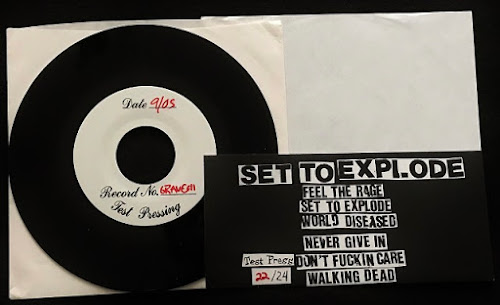 Date 9/05
Record No. GRAVE011
Test Pressing
SET TO EXPLODE
FEEL THE RAGE
SET TO EXPLODE
WORLD DISEASED
NEVER GIVE IN
DON'T FUCKIN CARE
WALKING DEAD
Test Press
22/24